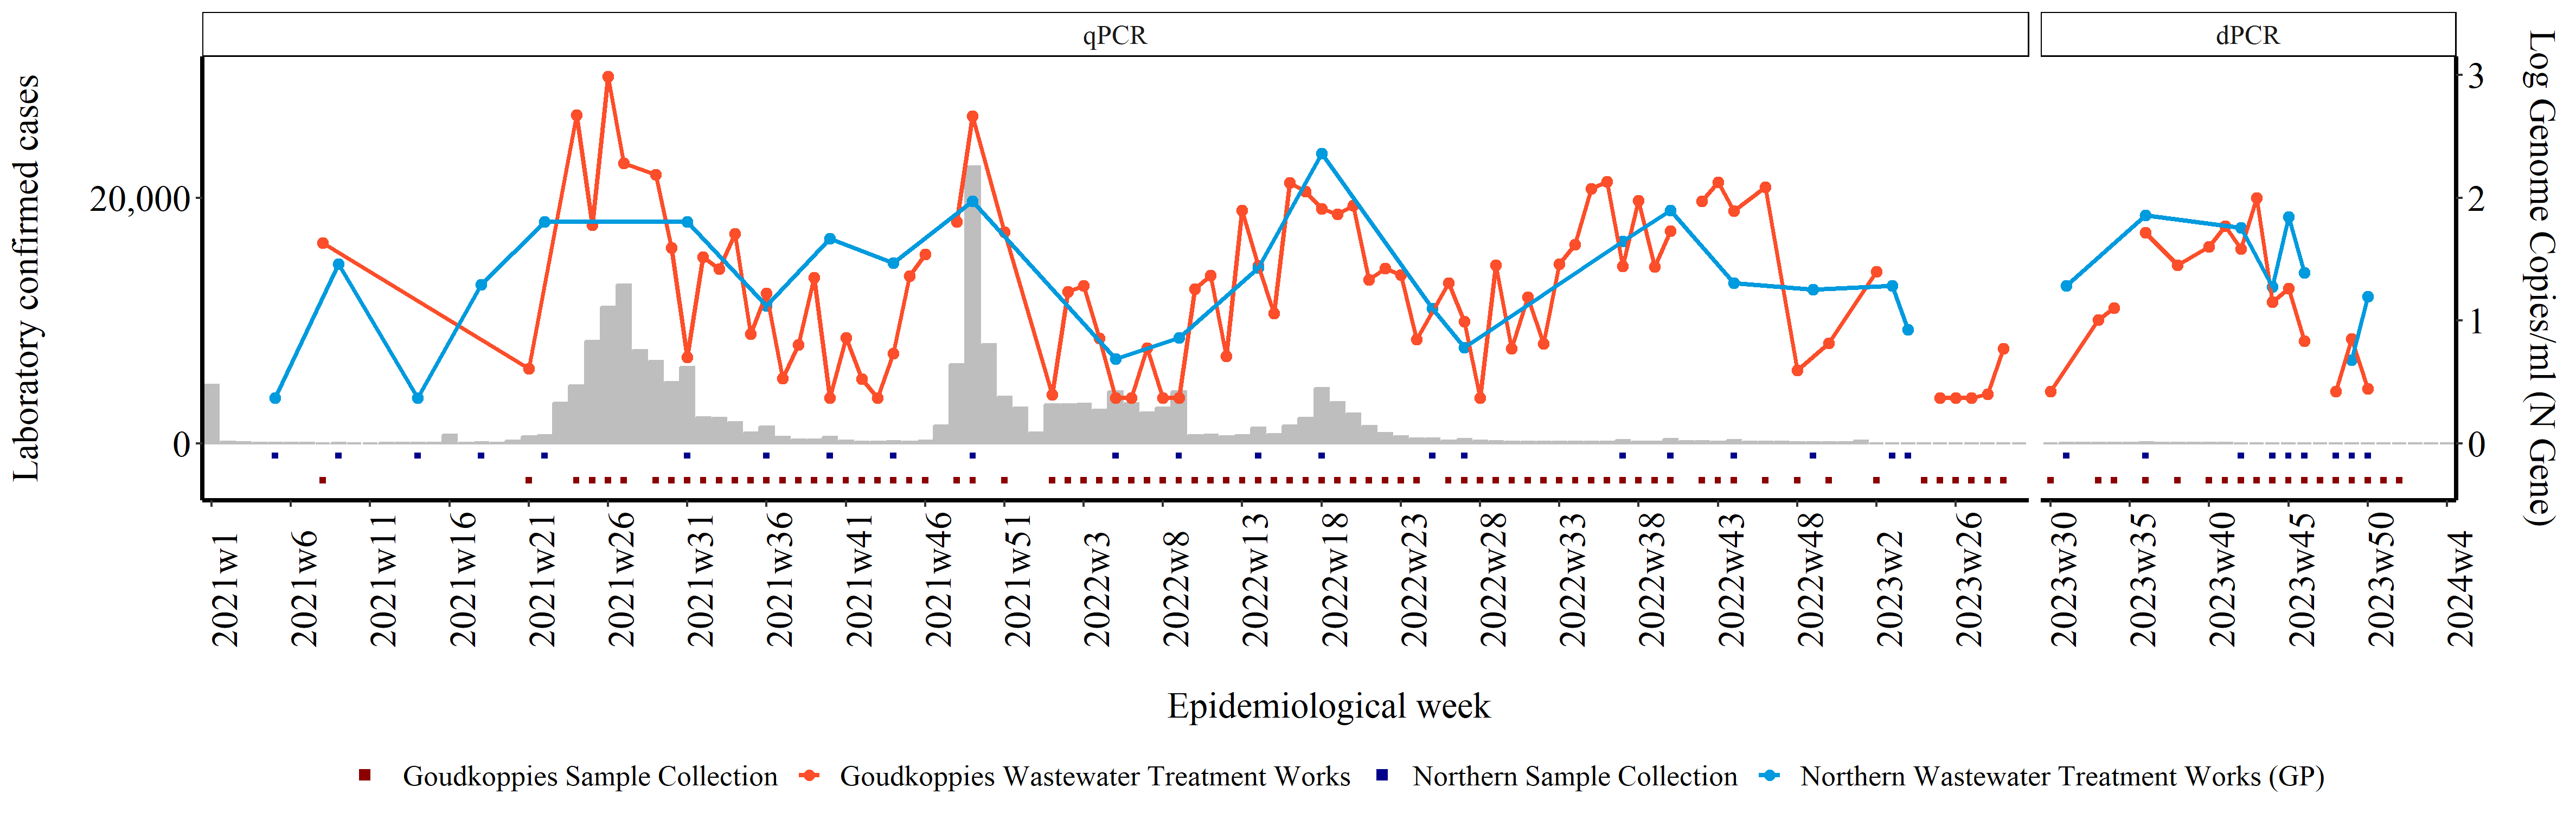 qPCR
dPCR
Laboratory confirmed cases
20,000
0
3
2
1
0
Log Genome Copies/ml (N Gene)
2021w1
2021w6
2021w11
2021w16
2021w21
2021w26
2021w31
2021w36
2021w41
2021w46
2021w51
2022w3
2022w8
2022w13
2022w18
2022w23
2022w28
2022w33
2022w38
2022w43
2022w48
2023w2
2023w26
2023w30
2023w35
2023w40
2023w45
2023w50
2024w4
Epidemiological week
Goudkoppies Sample Collection
Goudkoppies Wastewater Treatment Works
Northern Sample Collection
Northern Wastewater Treatment Works (GP)